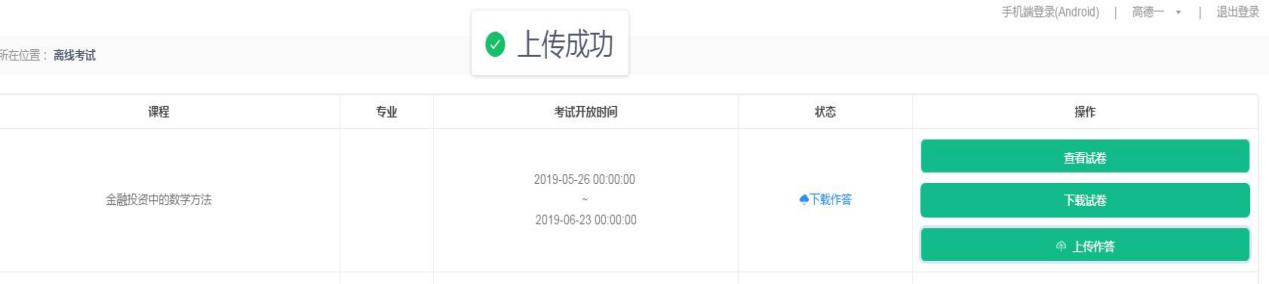 手机端登录(Android) | 高德一 | 退出登录
上传成功
所在位置：离线考试
课程 专业 考试开放时间 状态 操作
金融投资中的数学方法
2019-05-26 00:00:00
~
2019-06-23 00:00:00
下载作答
查看试卷
下载试卷
上传作答